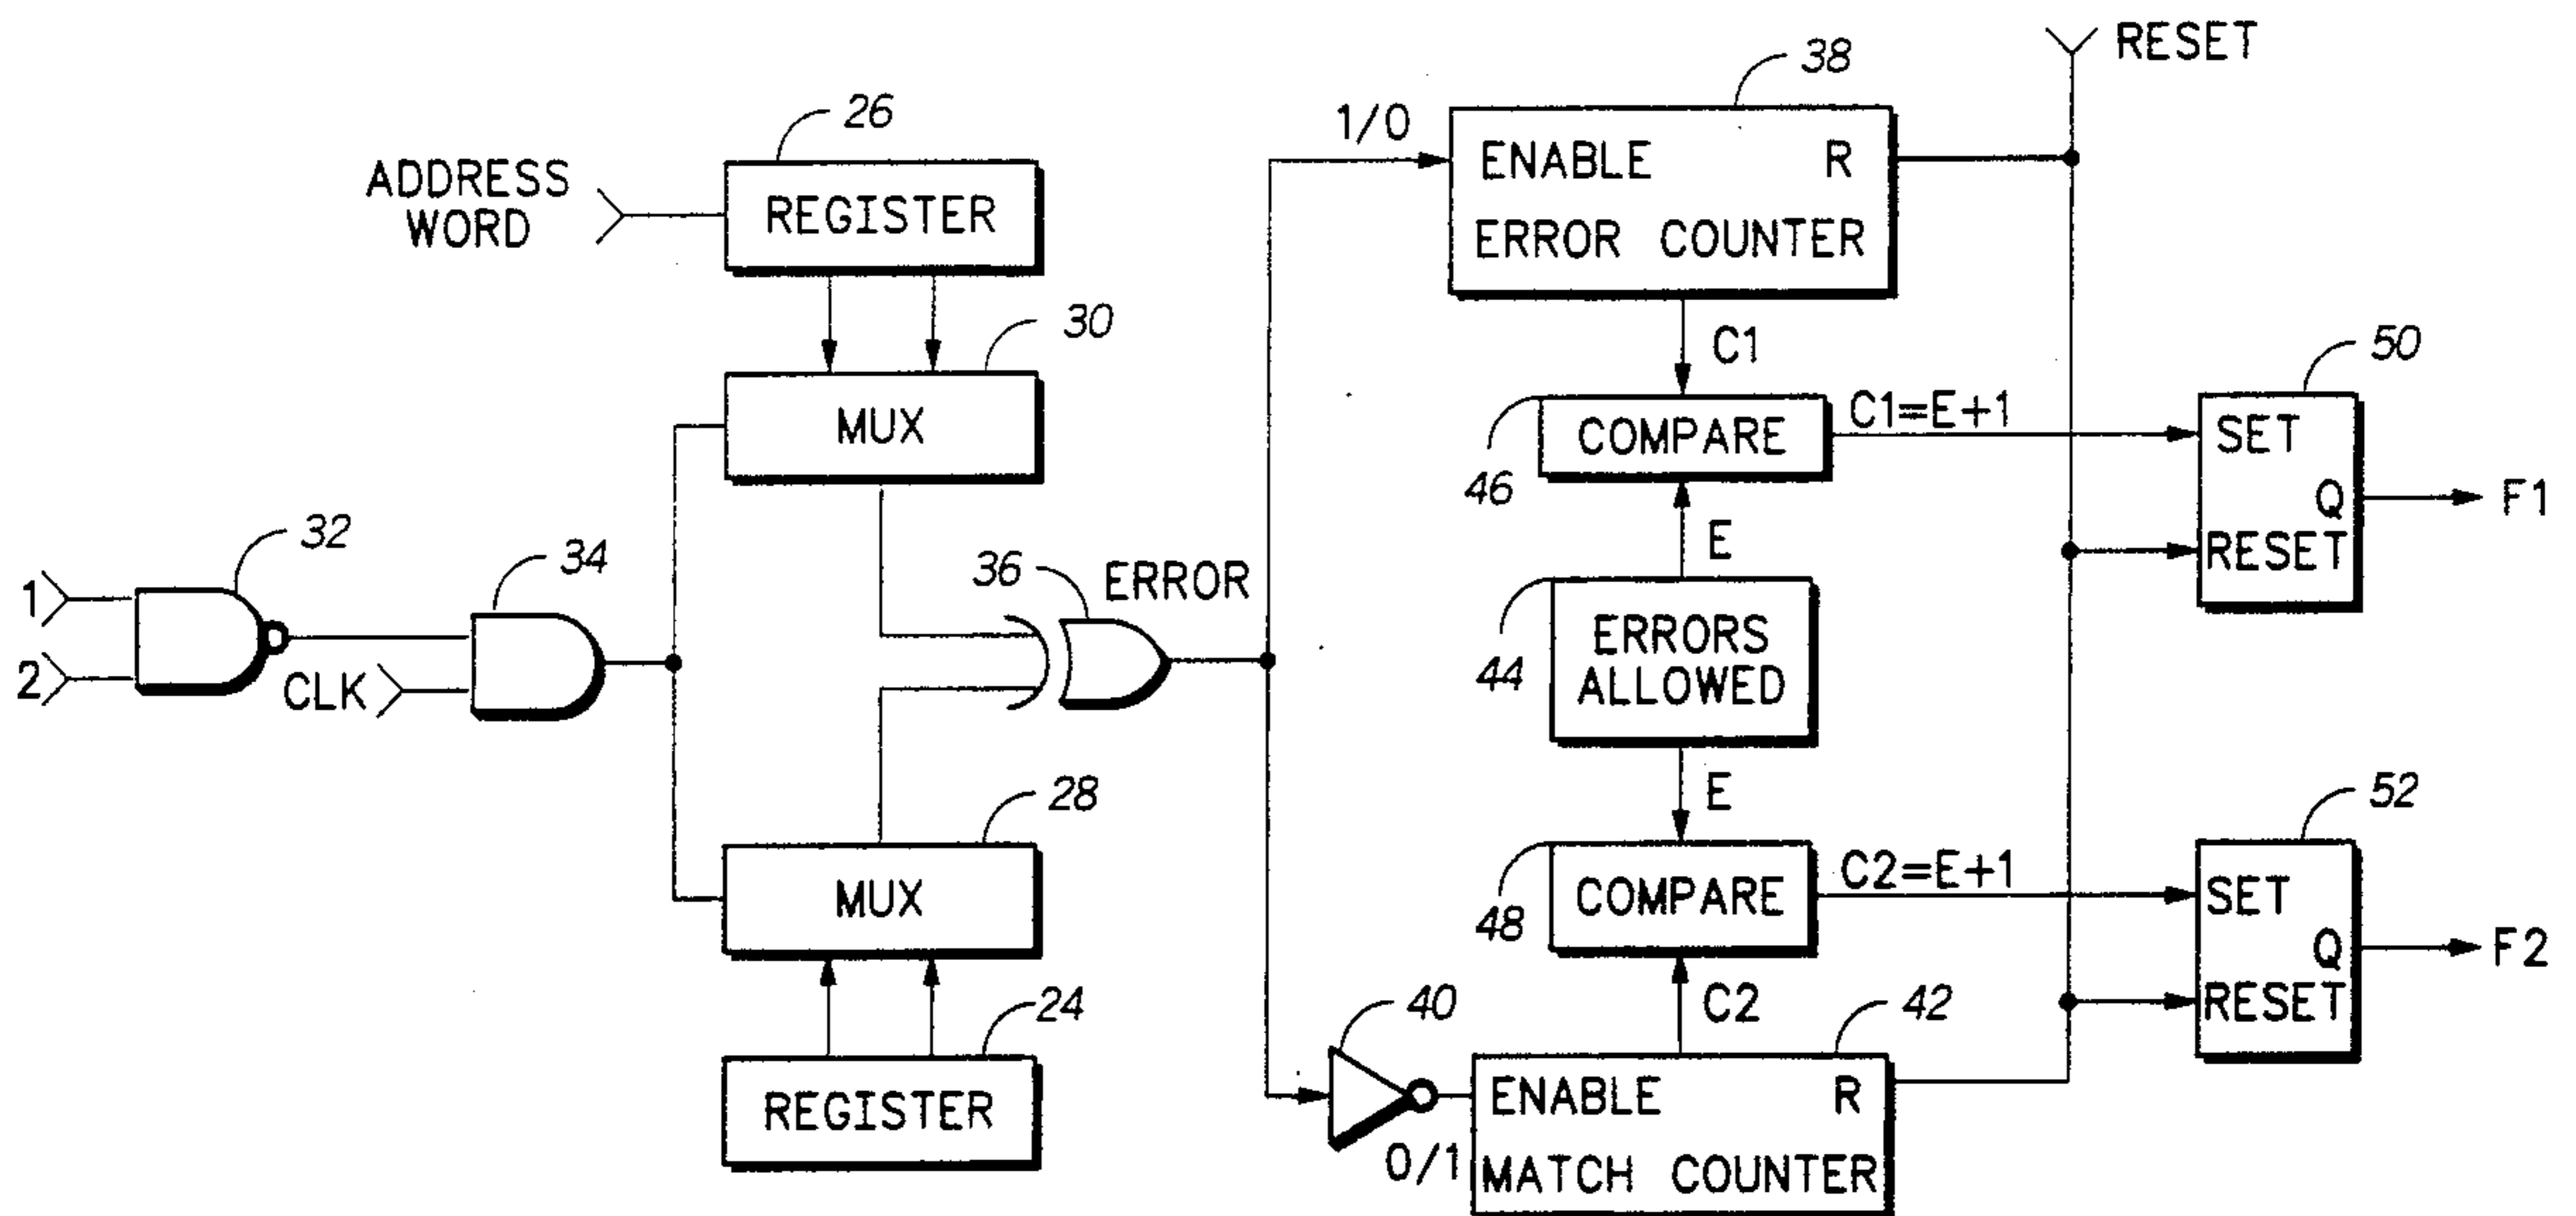 RESET
38
26
1/0
ADDRESS
WORD
REGISTER
ENABLE R
ERROR COUNTER
30
C1
50
MUX
C1=E+1
46
COMPARE
SET
Q
F1
RESET
32
34
36
ERROR
E
1
2
CLK
44
ERRORS
ALLOWED
28
E
52
MUX
48
COMPARE
C2=E+1
SET
Q
F2
RESET
24
40
C2
42
REGISTER
ENABLE R
0/1
MATCH COUNTER